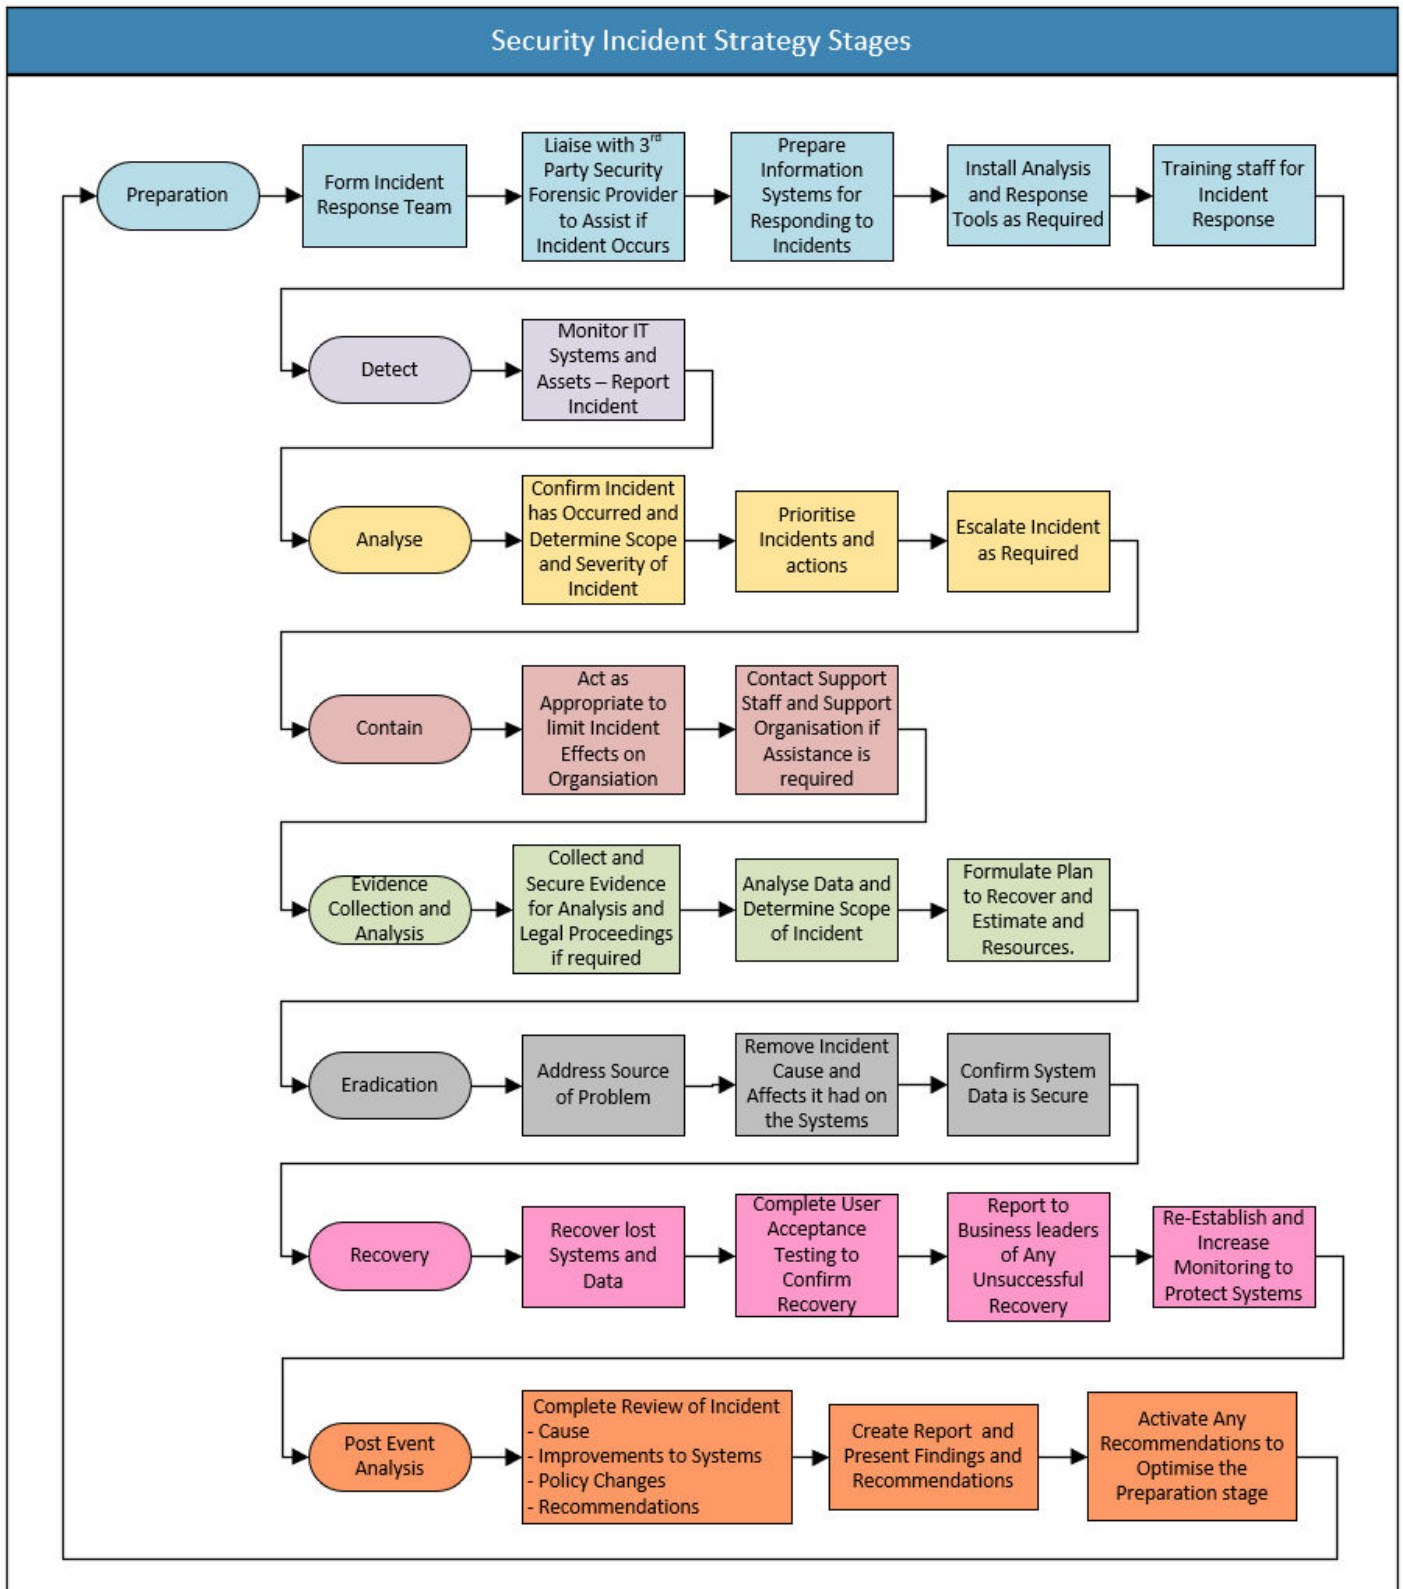 Security Incident Strategy Stages
Preparation
Form Incident
Response Team
Liaise with 3rd
Party Security
Forensic Provider
to Assist if
Incident Occurs
Prepare
Information
Systems for
Responding to
Incidents
Install Analysis
and Response
Tools as Required
Training staff for
Incident
Response
Detect
Monitor IT
Systems and
Assets – Report
Incident
Analyse
Confirm Incident
has Occurred and
Determine Scope
and Severity of
Incident
Prioritise
Incidents and
actions
Escalate Incident
as Required
Contain
Act as
Appropriate to
limit Incident
Effects on
Organsiation
Contact Support
Staff and Support
Organisation if
Assistance is
required
Evidence
Collection and
Analysis
Collect and
Secure Evidence
for Analysis and
Legal Proceedings
if required
Analyse Data and
Determine Scope
of Incident
Formulate Plan
to Recover and
Estimate and
Resources.
Eradication
Address Source
of Problem
Remove Incident
Cause and
Affects it had on
the Systems
Confirm System
Data is Secure
Recovery
Recover lost
Systems and
Data
Complete User
Acceptance
Testing to
Confirm
Recovery
Report to
Business leaders
of Any
Unsuccessful
Recovery
Re-Establish and
Increase
Monitoring to
Protect Systems
Post Event
Analysis
Complete Review of Incident
- Cause
- Improvements to Systems
- Policy Changes
- Recommendations
Create Report and
Present Findings and
Recommendations
Activate Any
Recommendations to
Optimise the
Preparation stage